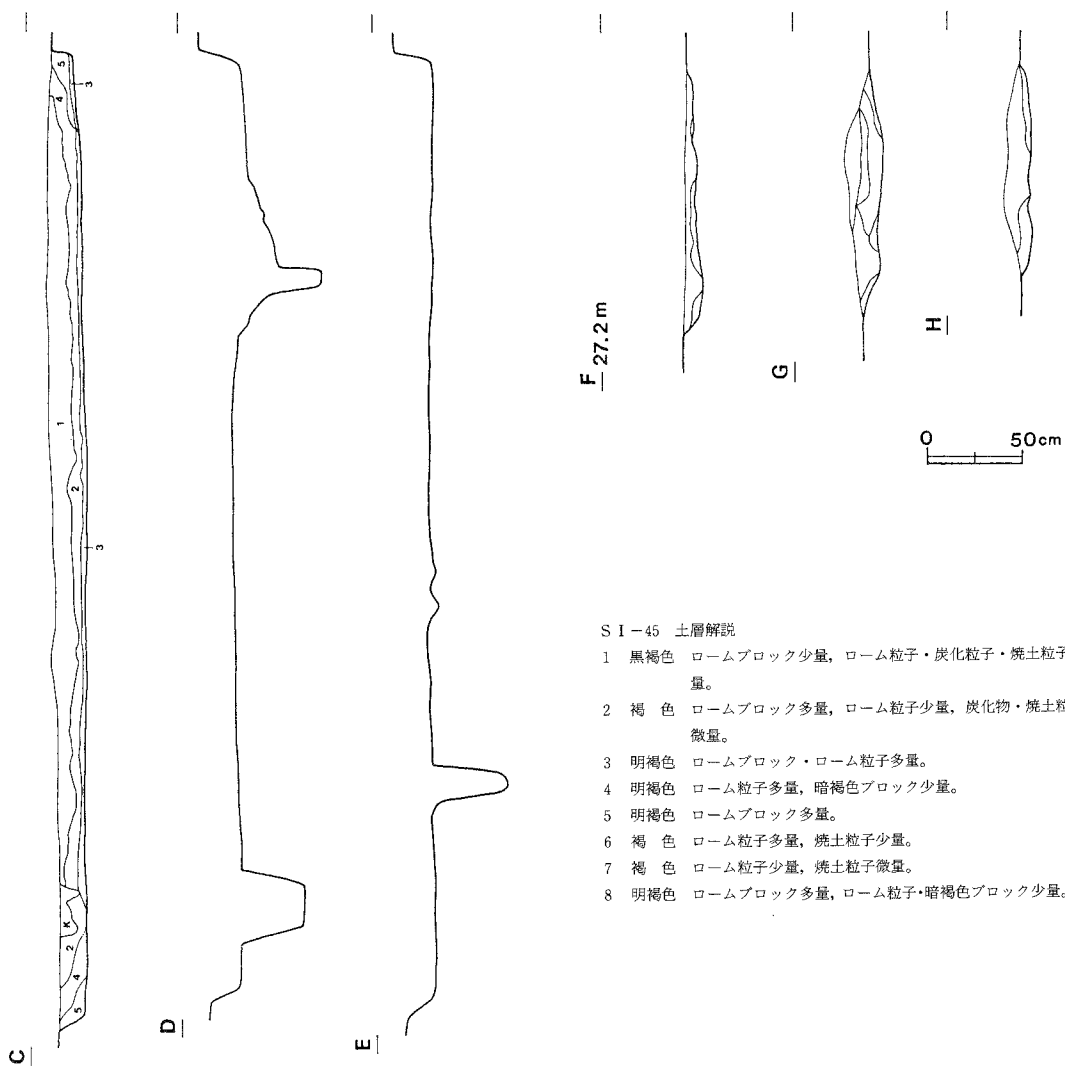 5
3
4
1
2
3
K
2
4
5
C
D
E
F 27.2m
G
H
0 50cm
SI-45 土層解説
1 黒褐色 ロームブロック少量，ローム粒子・炭化粒子・焼土粒子
量。
2 褐 色 ロームブロック多量，ローム粒子少量，炭化物・焼土粒
微量。
3 明褐色 ロームブロック・ローム粒子多量。
4 明褐色 ローム粒子多量，暗褐色ブロック少量。
5 明褐色 ロームブロック多量。
6 褐 色 ローム粒子多量，焼土粒子少量。
7 褐 色 ローム粒子少量，焼土粒子微量。
8 明褐色 ロームブロック多量，ローム粒子・暗褐色ブロック少量。